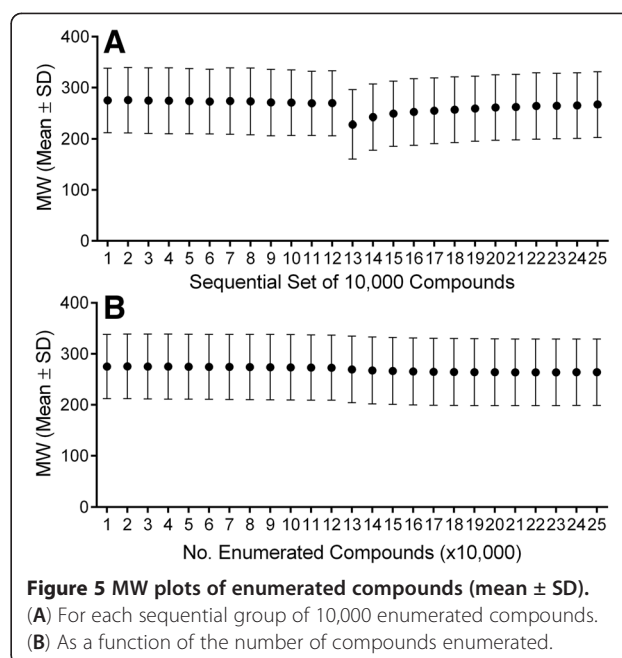 A
400
300
200
100
0
MW (Mean ± SD)
1 2 3 4 5 6 7 8 9 10 11 12 13 14 15 16 17 18 19 20 21 22 23 24 25
Sequential Set of 10,000 Compounds
B
400
300
200
100
0
MW (Mean ± SD)
1 2 3 4 5 6 7 8 9 10 11 12 13 14 15 16 17 18 19 20 21 22 23 24 25
No. Enumerated Compounds (x10,000)
Figure 5 MW plots of enumerated compounds (mean ± SD).
(A) For each sequential group of 10,000 enumerated compounds.
(B) As a function of the number of compounds enumerated.